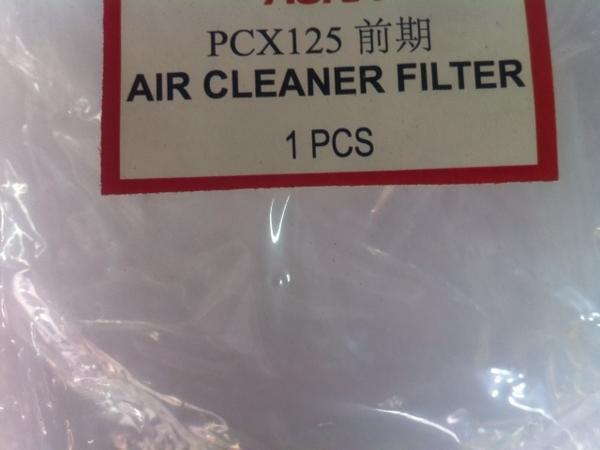 PCX125 前期
AIR CLEANER FILTER
1 PCS